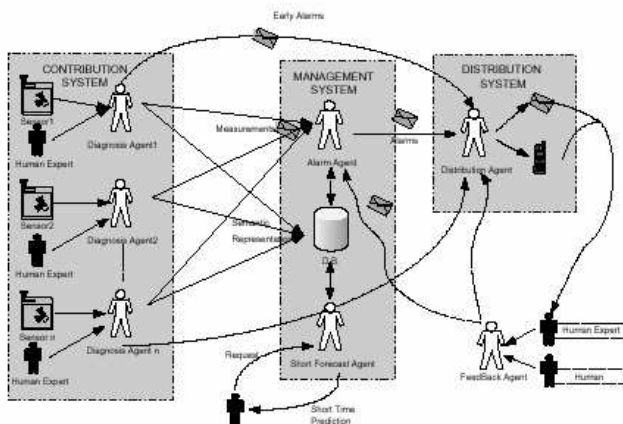 Early Alarms
CONTRIBUTION
SYSTEM
MANAGEMENT
SYSTEM
DISTRIBUTION
SYSTEM
Sensor1
Human Expert
Diagnosis Agent1
Measurements
Alarm Agent
Alarms
Distribution Agent
Sensor2
Human Expert
Diagnosis Agent2
Semantic
Representation
D.B
Sensor n
Human Expert
Diagnosis Agent n
Request
Short Forecast Agent
Short Time
Prediction
FeedBack Agent
Human Expert
Human